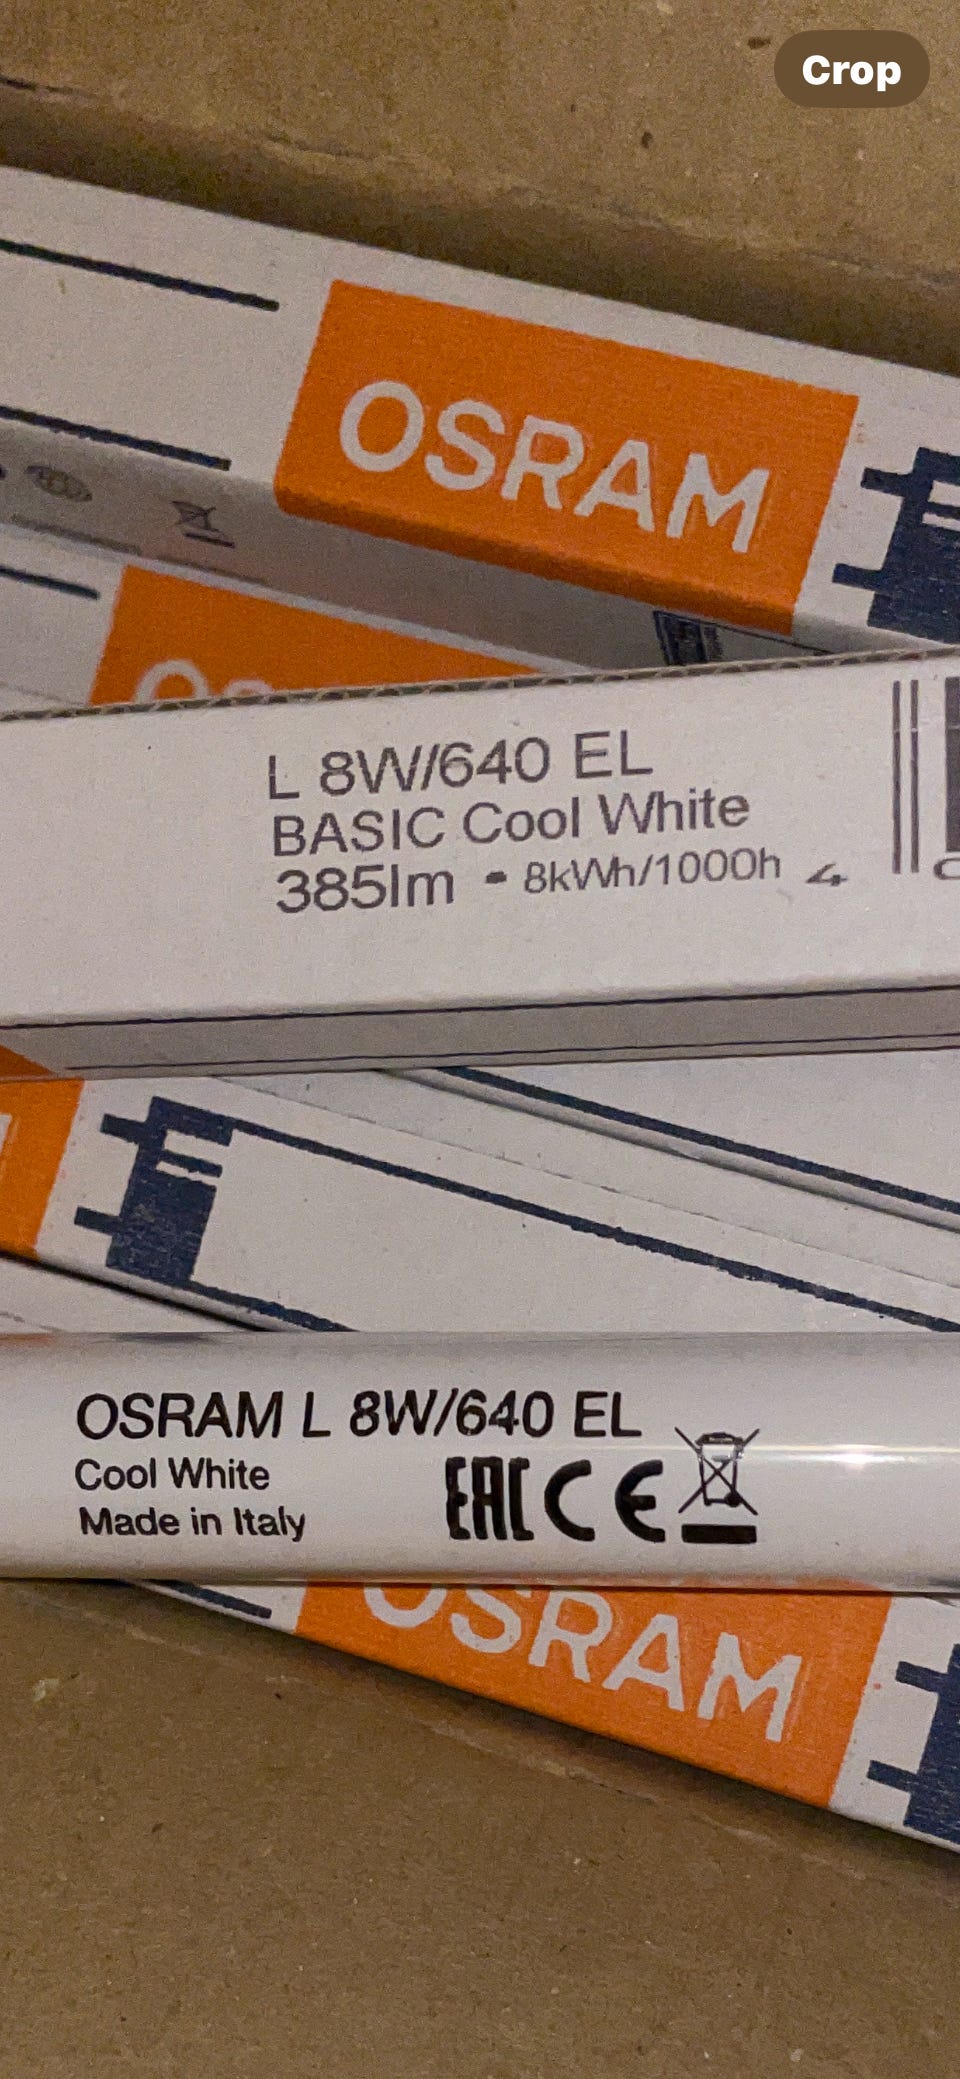 Crop
OSRAM
L 8W/640 EL
BASIC Cool White
385lm - 8kWh/1000h 4
OSRAM L 8W/640 EL
Cool White
Made in Italy
EAC CE
OSRAM